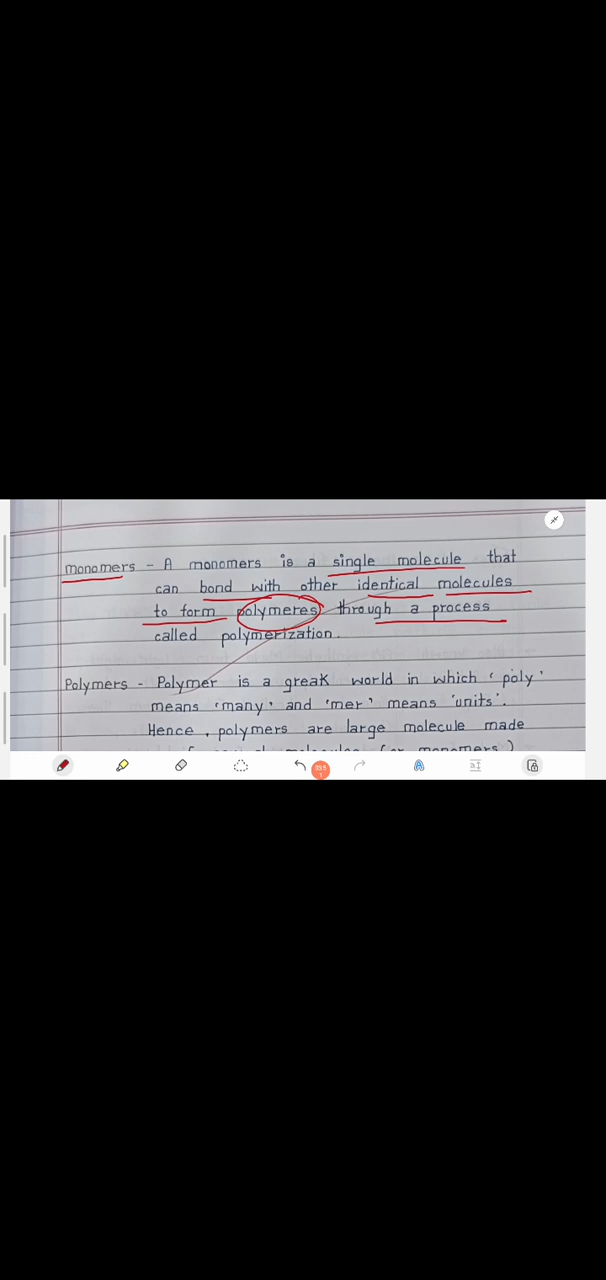 monomers - A monomers is a single molecule that
can bond with other identical molecules
to form polymeres through a process
called polymerization.
Polymers - Polymer is a greak world in which 'poly'
means 'many' and 'mer' means 'units'.
Hence, polymers are large molecule made
(or monomers)